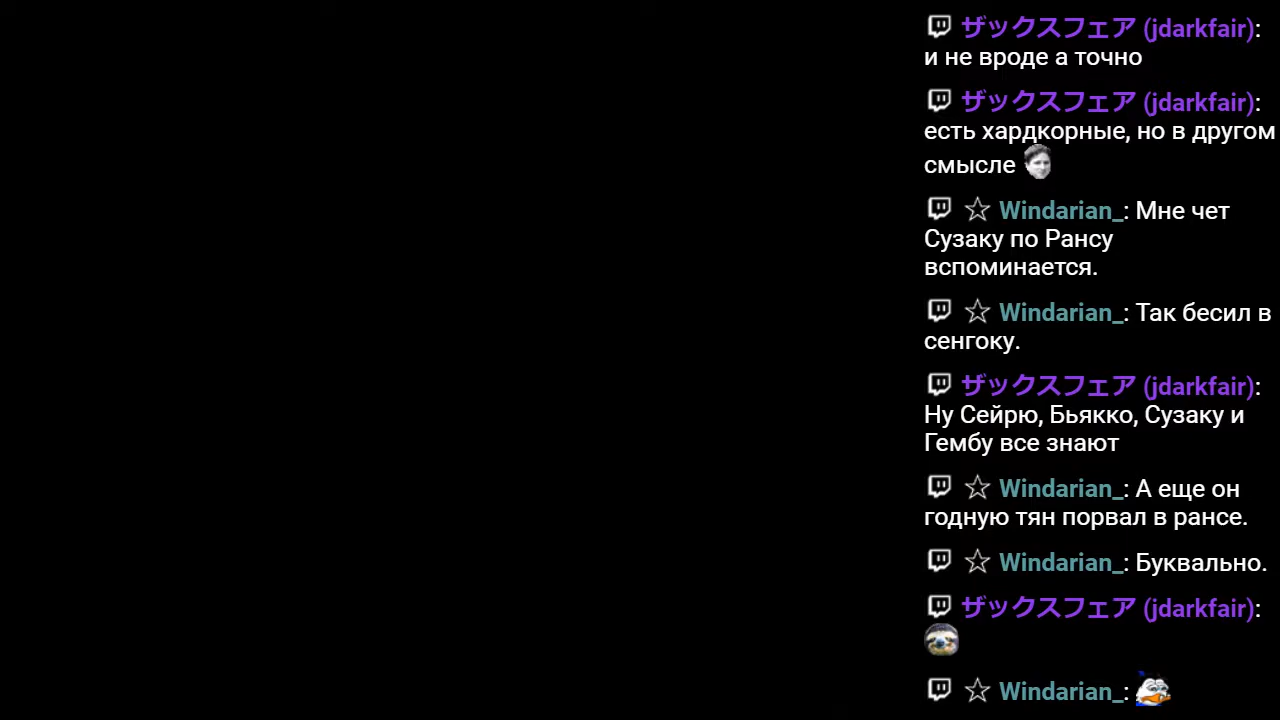 ザックスフェア (jdarkfair):
и не вроде а точно
ザックスフェア (jdarkfair):
есть хардкорные, но в другом
смысле
Windarian_: Мне чет
Сузаку по Рансу
вспоминается.
Windarian_: Так бесил в
сенгоку.
ザックスフェア (jdarkfair):
Ну Сейрю, Бьякко, Сузаку и
Гембу все знают
Windarian_: А еще он
годную тян порвал в рансе.
Windarian_: Буквально.
ザックスフェア (jdarkfair):
Windarian_: